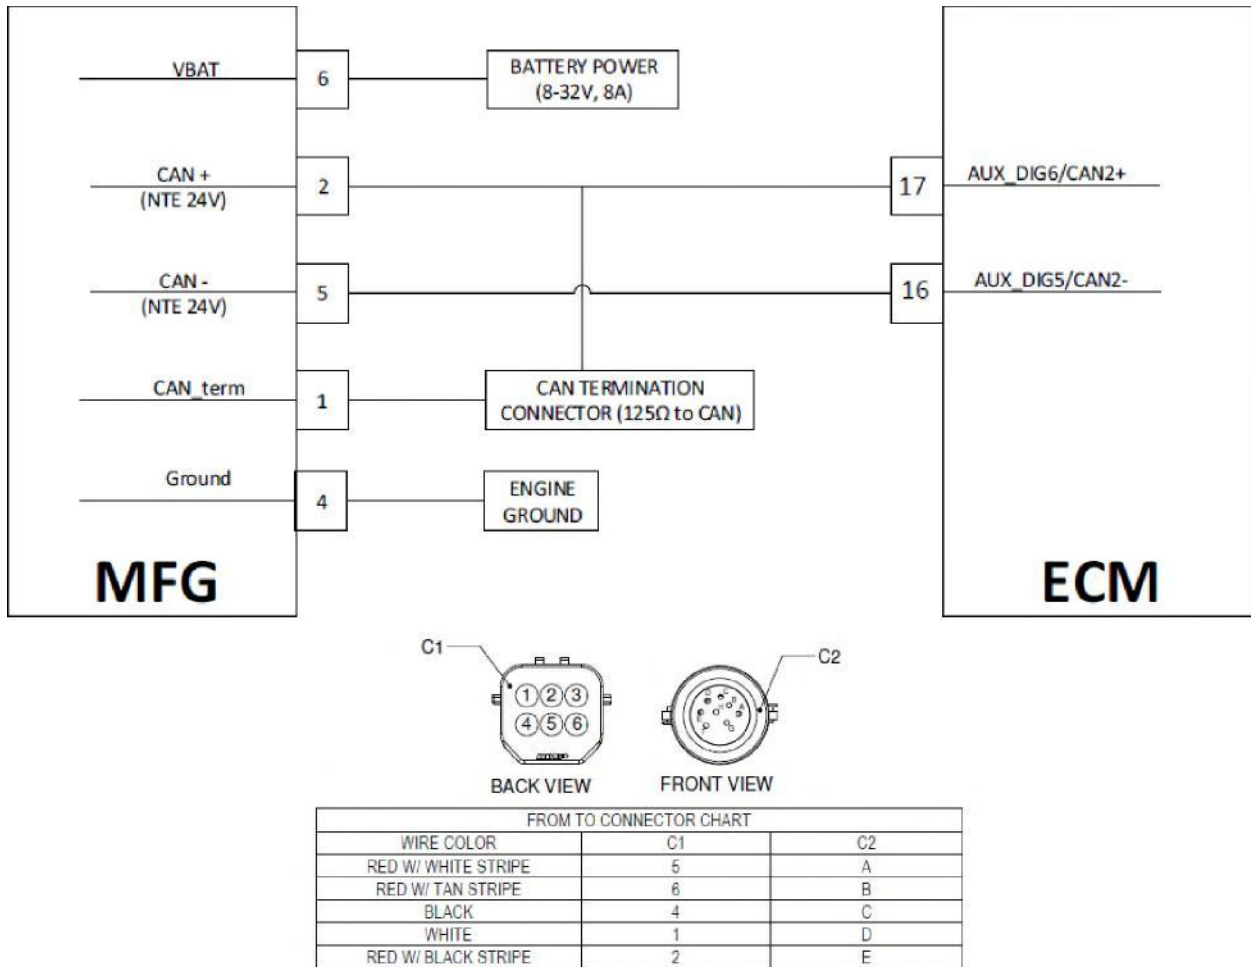 VBAT
6
BATTERY POWER
(8-32V, 8A)
CAN +
(NTE 24V)
2
17
AUX_DIG6/CAN2+
CAN -
(NTE 24V)
5
16
AUX_DIG5/CAN2-
CAN_term
1
CAN TERMINATION
CONNECTOR (125Ω to CAN)
Ground
4
ENGINE
GROUND
MFG
ECM
C1
C2
1 2 3
4 5 6
BACK VIEW
FRONT VIEW
FROM TO CONNECTOR CHART
WIRE COLOR C1 C2
RED W/ WHITE STRIPE 5 A
RED W/ TAN STRIPE 6 B
BLACK 4 C
WHITE 1 D
RED W/ BLACK STRIPE 2 E